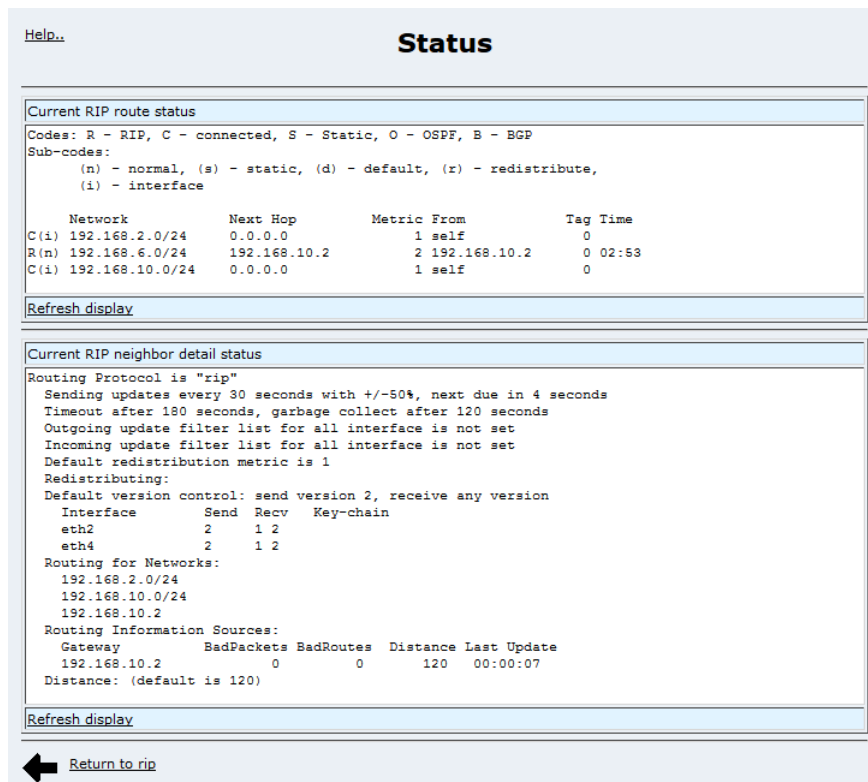 Help..
Status
Current RIP route status
Codes: R - RIP, C - connected, S - Static, O - OSPF, B - BGP
Sub-codes:
      (n) - normal, (s) - static, (d) - default, (r) - redistribute,
      (i) - interface
     Network            Next Hop         Metric From            Tag Time
C(i) 192.168.2.0/24     0.0.0.0               1 self              0
R(n) 192.168.6.0/24     192.168.10.2          2 192.168.10.2      0 02:53
C(i) 192.168.10.0/24    0.0.0.0               1 self              0
Refresh display
Current RIP neighbor detail status
Routing Protocol is "rip"
  Sending updates every 30 seconds with +/-50%, next due in 4 seconds
  Timeout after 180 seconds, garbage collect after 120 seconds
  Outgoing update filter list for all interface is not set
  Incoming update filter list for all interface is not set
  Default redistribution metric is 1
  Redistributing:
  Default version control: send version 2, receive any version
    Interface        Send  Recv   Key-chain
    eth2             2     1 2
    eth4             2     1 2
  Routing for Networks:
    192.168.2.0/24
    192.168.10.0/24
    192.168.10.2
  Routing Information Sources:
    Gateway          BadPackets BadRoutes  Distance Last Update
    192.168.10.2             0         0       120   00:00:07
  Distance: (default is 120)
Refresh display
Return to rip